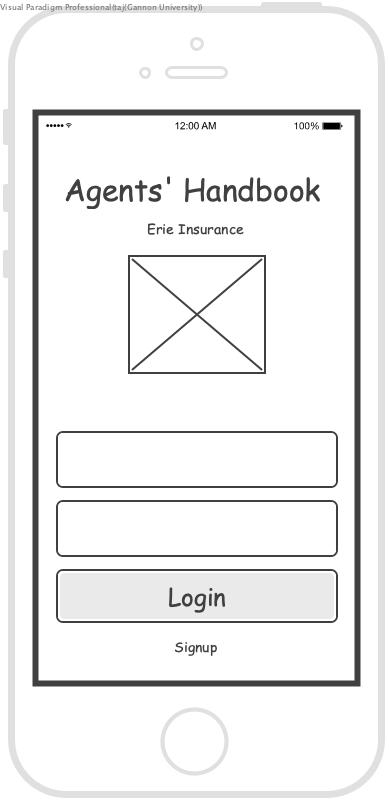 Visual Paradigm Professional(taj(Gannon University))
12:00 AM 100%
Agents' Handbook
Erie Insurance
Login
Signup